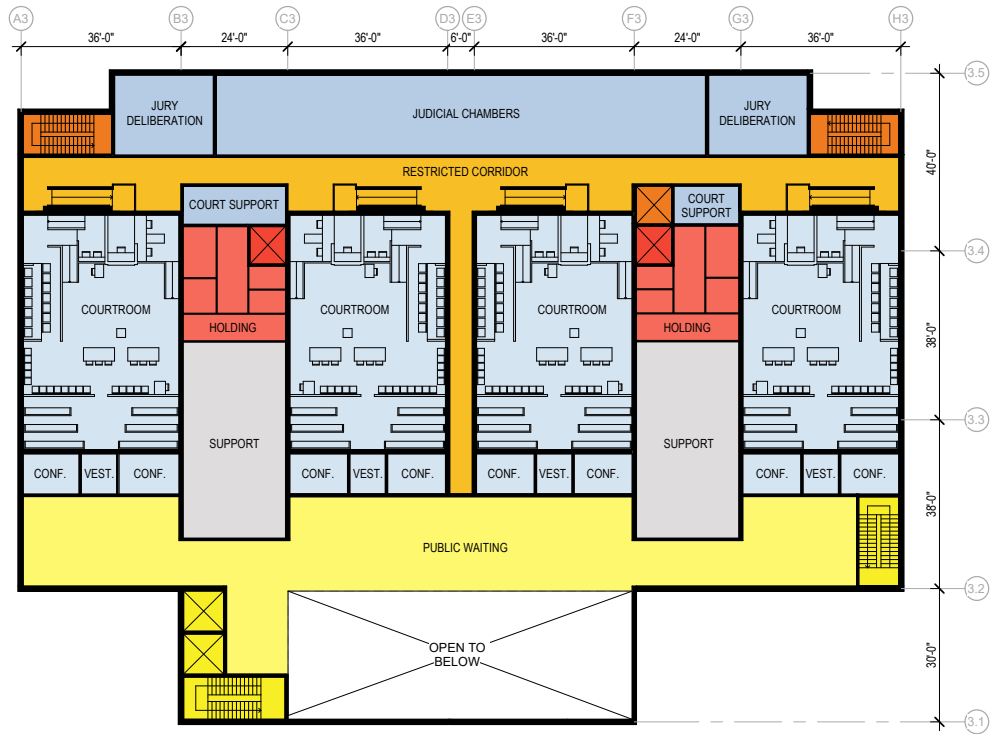 A3 B3 C3 D3 E3 F3 G3 H3
36'-0" 24'-0" 36'-0" 6'-0" 36'-0" 24'-0" 36'-0"
3.5
JURY
DELIBERATION
JUDICIAL CHAMBERS
JURY
DELIBERATION
40'-0"
RESTRICTED CORRIDOR
COURT SUPPORT
COURT
SUPPORT
3.4
COURTROOM
COURTROOM
COURTROOM
COURTROOM
HOLDING
HOLDING
38'-0"
3.3
SUPPORT
SUPPORT
CONF. VEST. CONF.
CONF. VEST. CONF.
CONF. VEST. CONF.
CONF. VEST. CONF.
38'-0"
PUBLIC WAITING
3.2
OPEN TO
BELOW
30'-0"
3.1